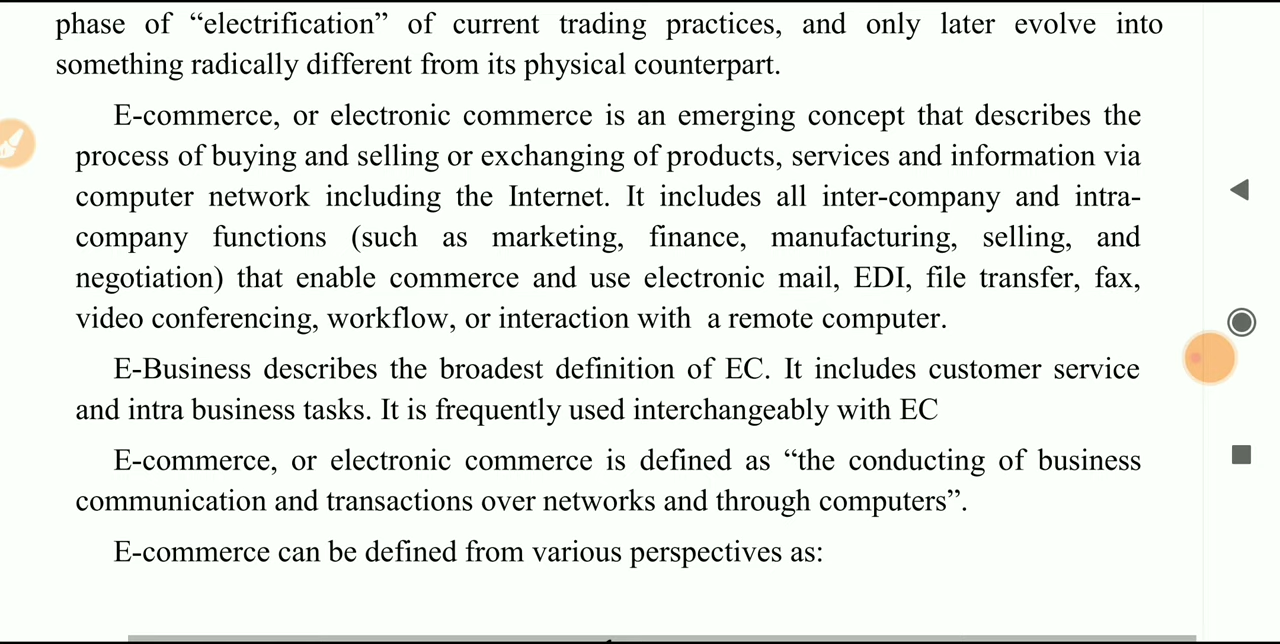 phase of “electrification” of current trading practices, and only later evolve into
something radically different from its physical counterpart.
E-commerce, or electronic commerce is an emerging concept that describes the
process of buying and selling or exchanging of products, services and information via
computer network including the Internet. It includes all inter-company and intra-
company functions (such as marketing, finance, manufacturing, selling, and
negotiation) that enable commerce and use electronic mail, EDI, file transfer, fax,
video conferencing, workflow, or interaction with a remote computer.
E-Business describes the broadest definition of EC. It includes customer service
and intra business tasks. It is frequently used interchangeably with EC
E-commerce, or electronic commerce is defined as “the conducting of business
communication and transactions over networks and through computers”.
E-commerce can be defined from various perspectives as: